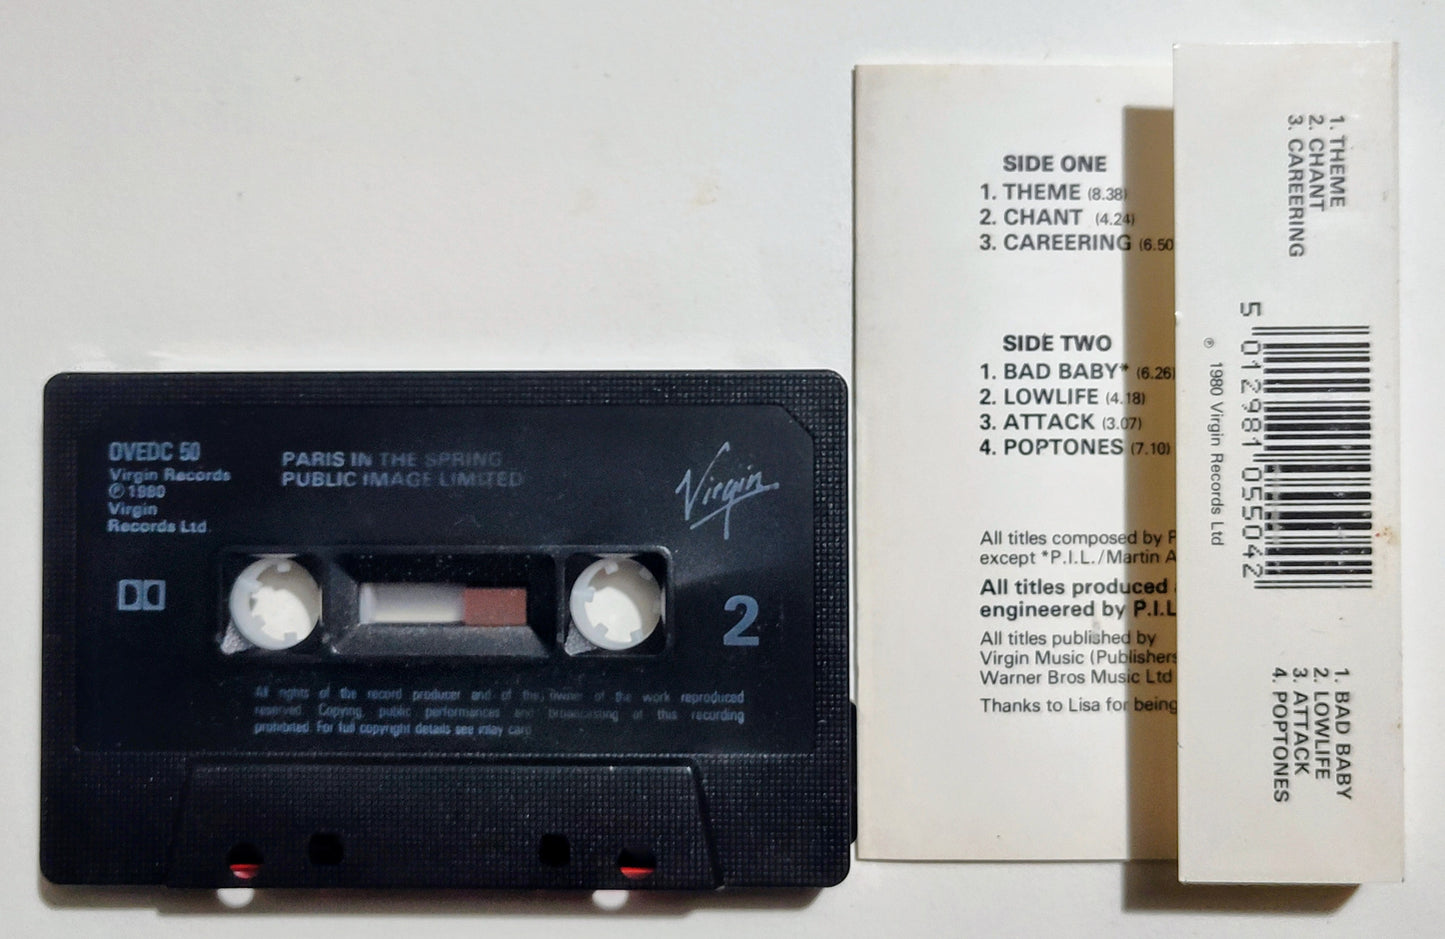 OVEDC 50
Virgin Records
℗ 1980
Virgin
Records Ltd.
PARIS IN THE SPRING
PUBLIC IMAGE LIMITED
Virgin
2
All rights of the record producer and of the owner of the work reproduced
reserved. Copying, public performances and broadcasting of this recording
prohibited. For full copyright details see inlay card
SIDE ONE
1. THEME (8.38)
2. CHANT (4.24)
3. CAREERING (6.50
SIDE TWO
1. BAD BABY* (6.26)
2. LOWLIFE (4.18)
3. ATTACK (3.07)
4. POPTONES (7.10)
All titles composed by P
except *P.I.L./Martin A
All titles produced
engineered by P.I.L
All titles published by
Virgin Music (Publishers
Warner Bros Music Ltd
Thanks to Lisa for being
1. THEME
2. CHANT
3. CAREERING
5 012981 055042
℗ 1980 Virgin Records Ltd
1. BAD BABY
2. LOWLIFE
3. ATTACK
4. POPTONES